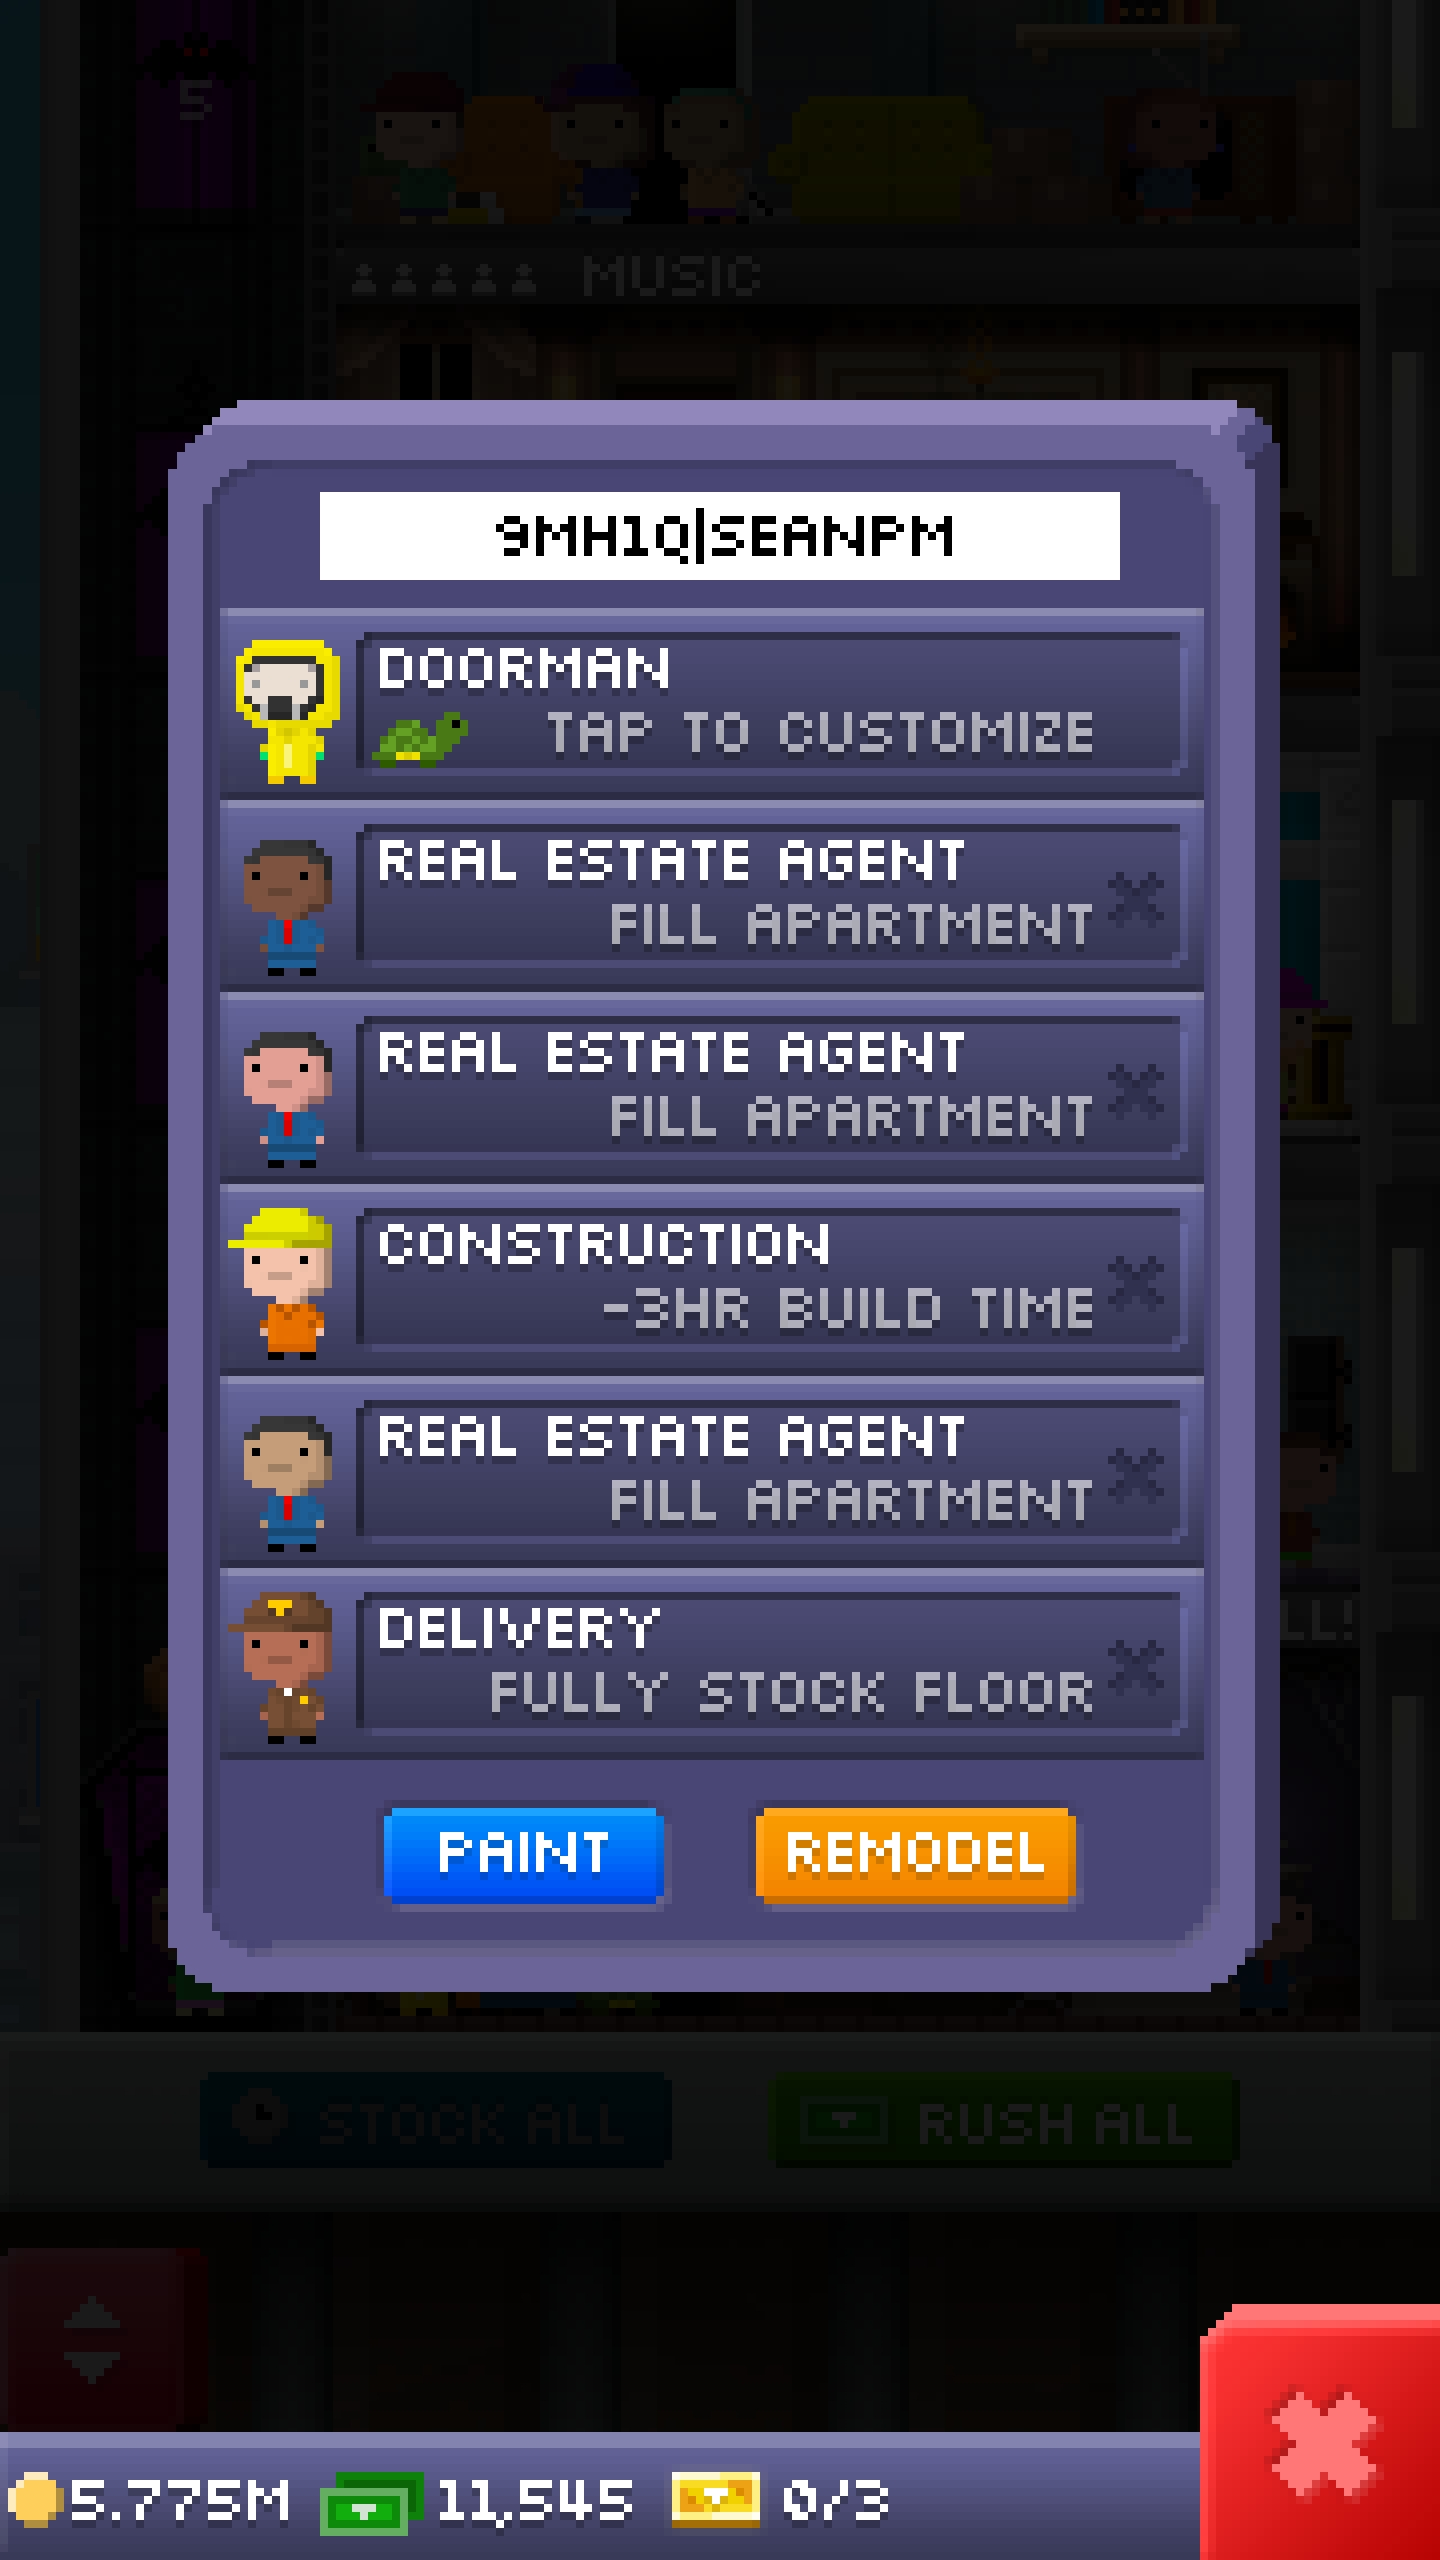 5
MUSIC
9MH1Q|SEANPM
DOORMAN
TAP TO CUSTOMIZE
REAL ESTATE AGENT
FILL APARTMENT
REAL ESTATE AGENT
FILL APARTMENT
CONSTRUCTION
-3HR BUILD TIME
REAL ESTATE AGENT
FILL APARTMENT
DELIVERY
FULLY STOCK FLOOR
PAINT REMODEL
STOCK ALL RUSH ALL
5.775M 11,545 0/3